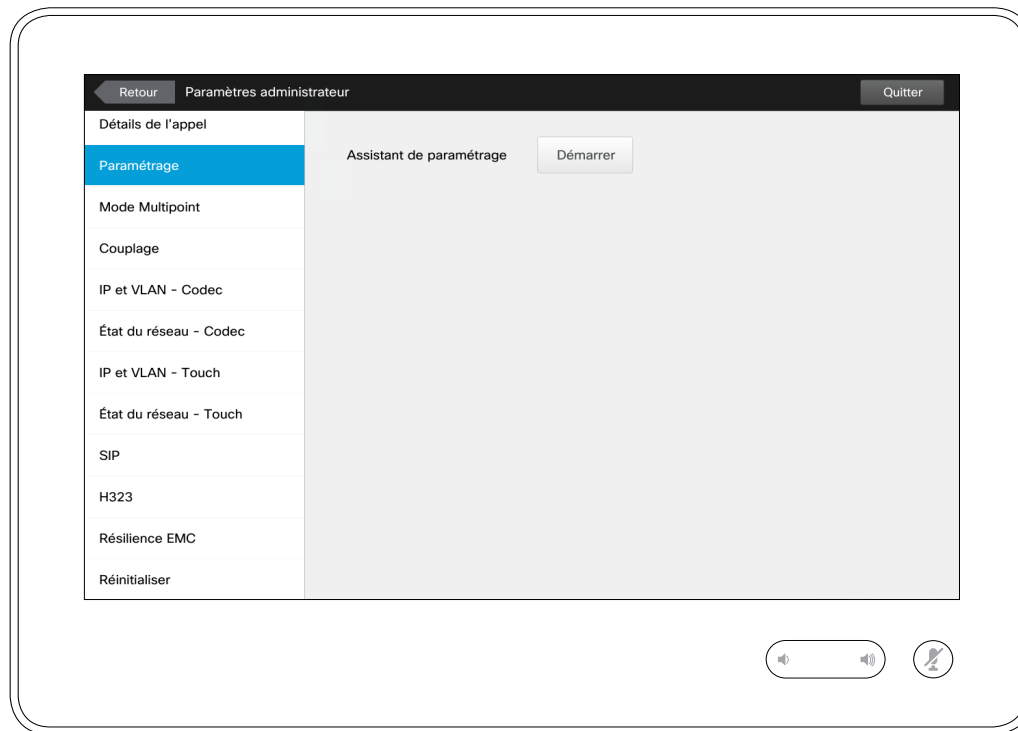 Retour Paramètres administrateur Quitter
Détails de l'appel
Paramétrage
Assistant de paramétrage Démarrer
Mode Multipoint
Couplage
IP et VLAN - Codec
État du réseau - Codec
IP et VLAN - Touch
État du réseau - Touch
SIP
H323
Résilience EMC
Réinitialiser